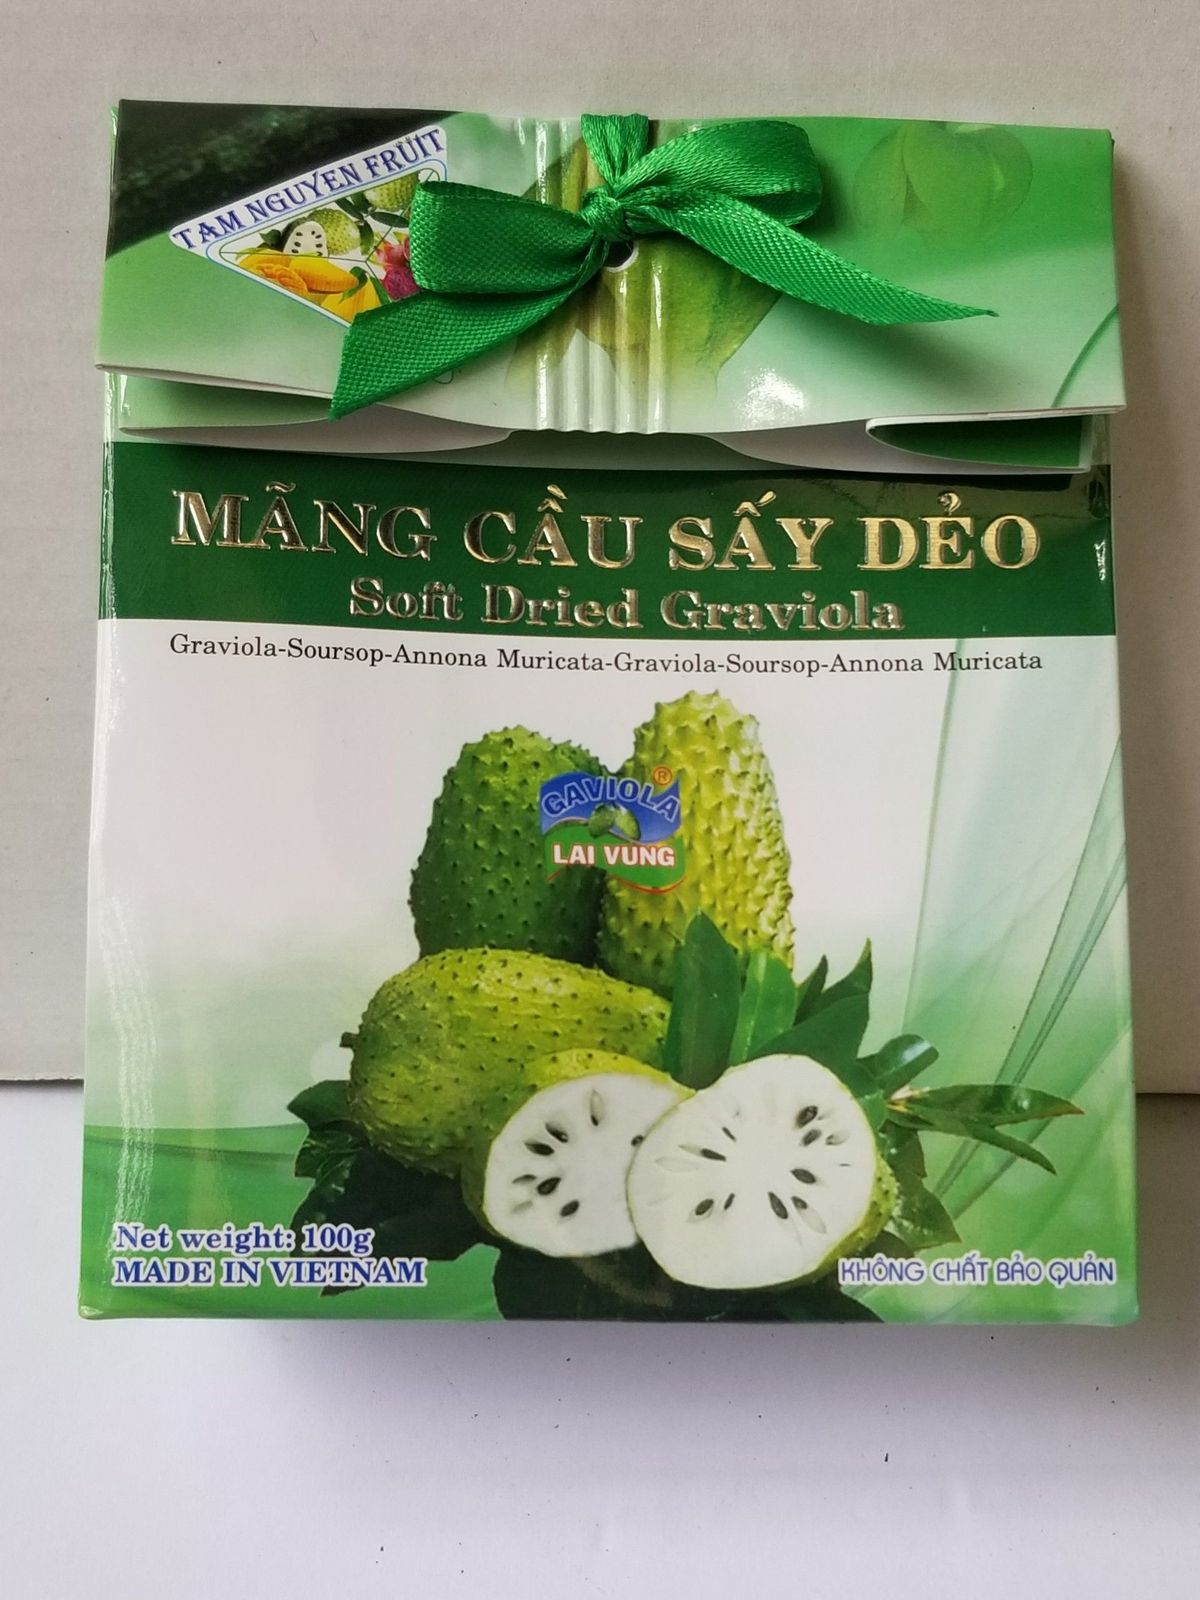 TAM NGUYEN FRÜIT
MÃNG CẦU SẤY DẺO
Soft Dried Graviola
Graviola-Soursop-Annona Muricata-Graviola-Soursop-Annona Muricata
GAVIOLA ®
LAI VUNG
Net weight: 100g
MADE IN VIETNAM
KHÔNG CHẤT BẢO QUẢN